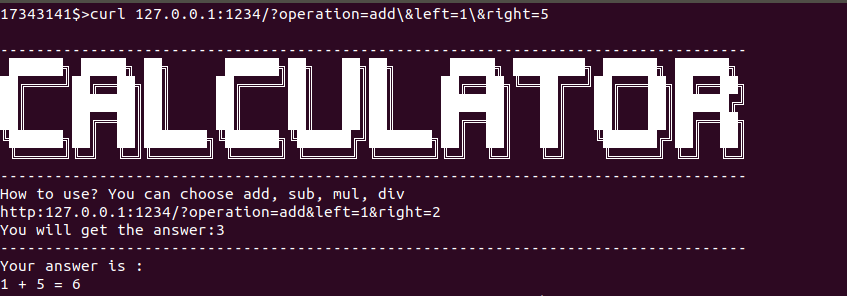 17343141$>curl 127.0.0.1:1234/?operation=add\&left=1\&right=5
-----------------------------------------------------------------------------------
CALCULATOR
-----------------------------------------------------------------------------------
How to use? You can choose add, sub, mul, div
http:127.0.0.1:1234/?operation=add&left=1&right=2
You will get the answer:3
-----------------------------------------------------------------------------------
Your answer is :
1 + 5 = 6